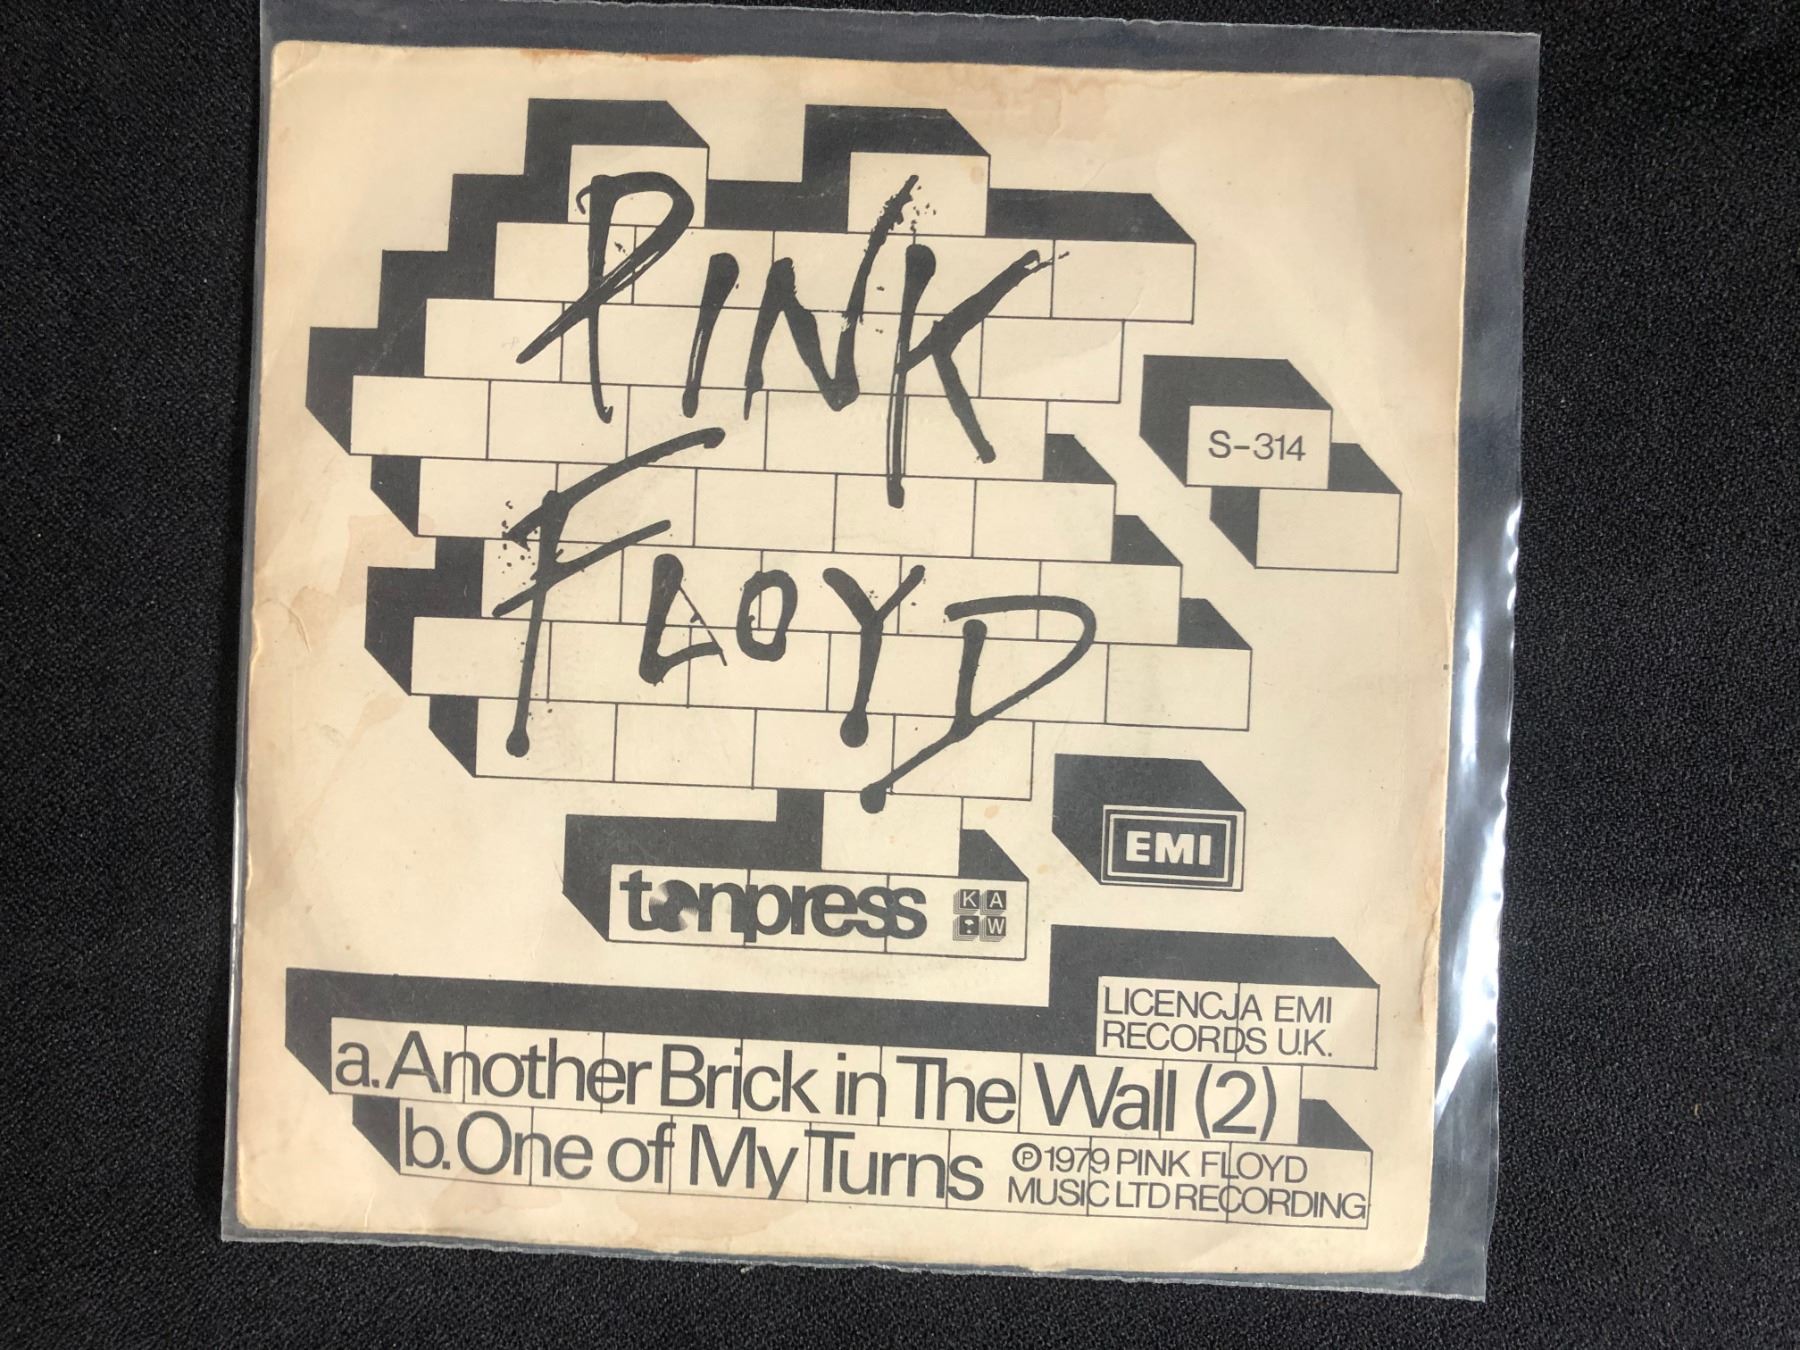 PINK
FLOYD
S-314
EMI
tonpress KAW
LICENCJA EMI
RECORDS U.K.
a. Another Brick in The Wall (2)
b. One of My Turns
℗ 1979 PINK FLOYD
MUSIC LTD RECORDING